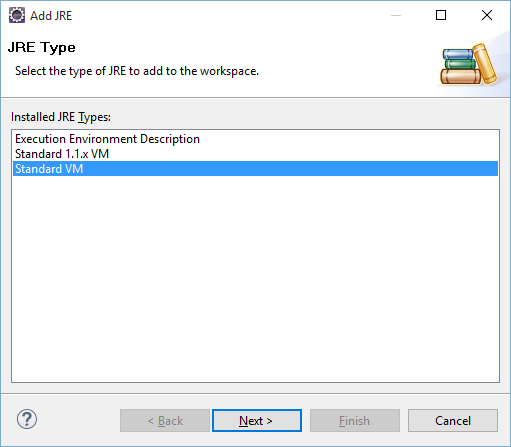 Add JRE
JRE Type
Select the type of JRE to add to the workspace.
Installed JRE Types:
Execution Environment Description
Standard 1.1.x VM
Standard VM
?
< Back
Next >
Finish
Cancel